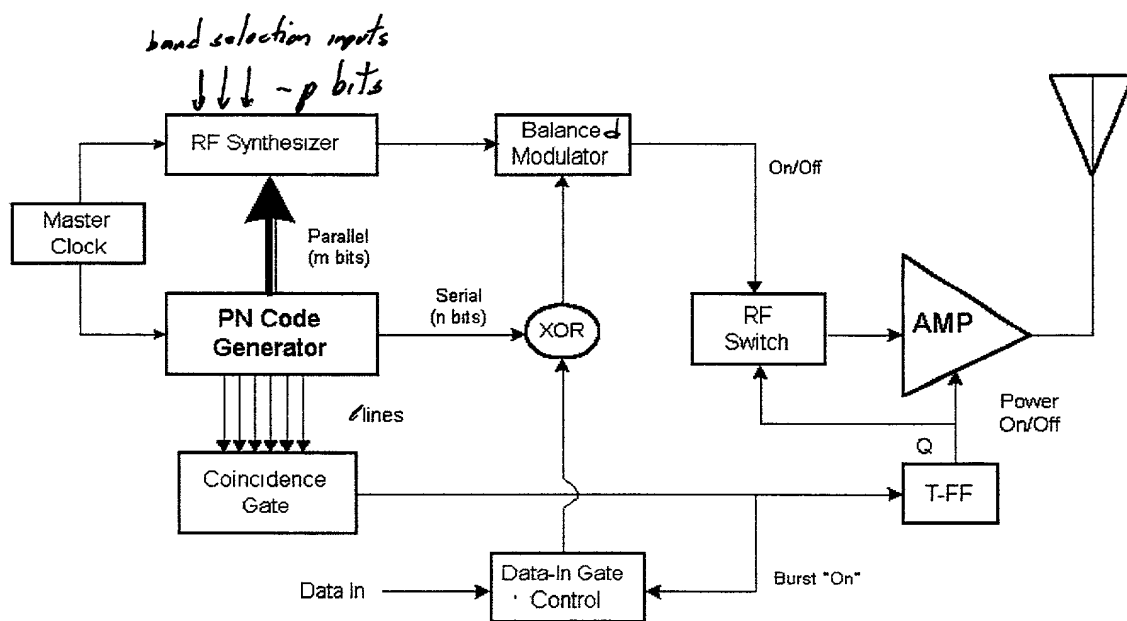 band selection inputs
~p bits
RF Synthesizer
Balanced
Modulator
On/Off
Master
Clock
Parallel
(m bits)
PN Code
Generator
Serial
(n bits)
XOR
RF
Switch
AMP
ℓ lines
Power
On/Off
Q
Coincidence
Gate
T-FF
Data In
Data-In Gate
Control
Burst "On"